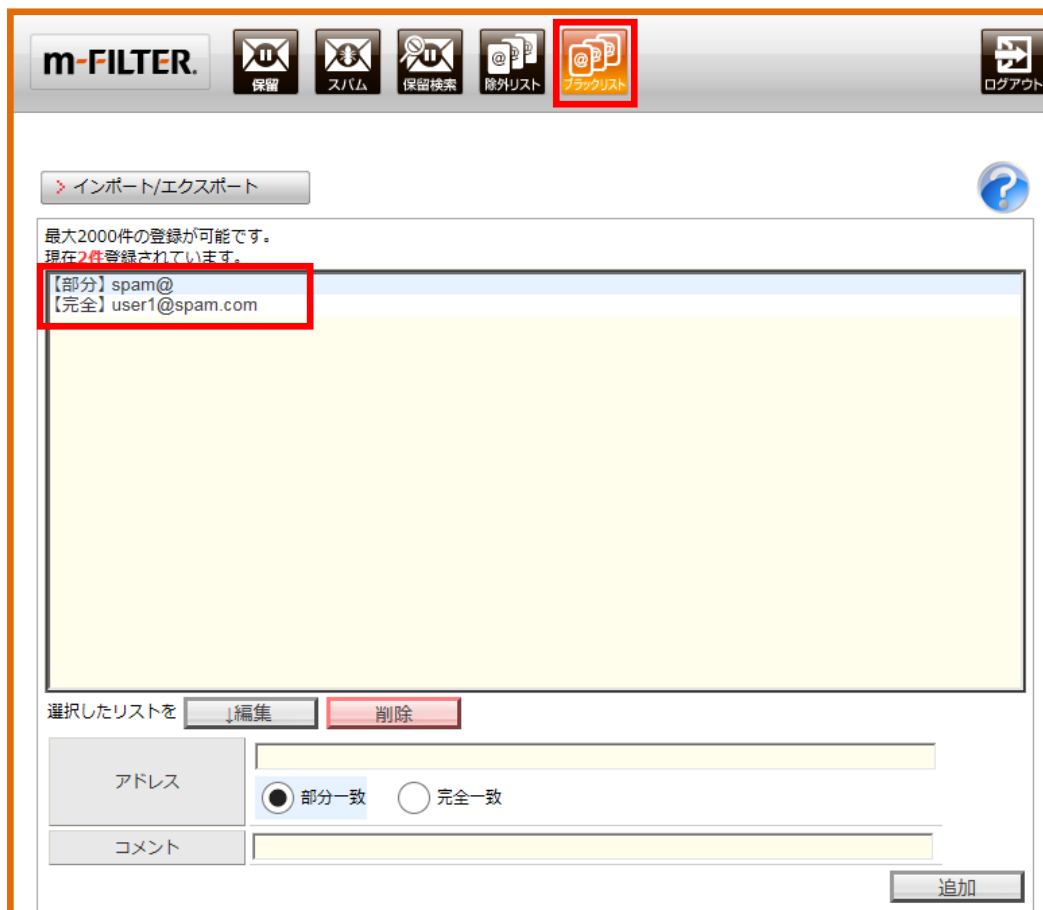 m-FILTER.
保留
スパム
保留検索
除外リスト
ブラックリスト
ログアウト
インポート/エクスポート
最大2000件の登録が可能です。
現在2件登録されています。
【部分】spam@
【完全】user1@spam.com
選択したリストを ↓編集 削除
アドレス
部分一致 完全一致
コメント
追加